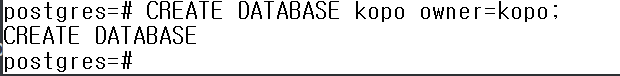 postgres=# CREATE DATABASE kopo owner=kopo;
CREATE DATABASE
postgres=#